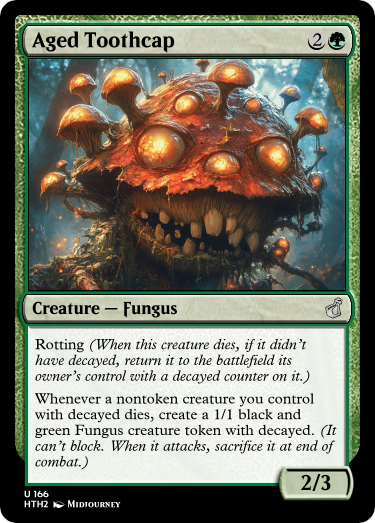 Aged Toothcap 2
Creature — Fungus
Rotting (When this creature dies, if it didn't
have decayed, return it to the battlefield its
owner's control with a decayed counter on it.)
Whenever a nontoken creature you control
with decayed dies, create a 1/1 black and
green Fungus creature token with decayed. (It
can't block. When it attacks, sacrifice it at end of
combat.)
2/3
U 166
HTH2 Midjourney